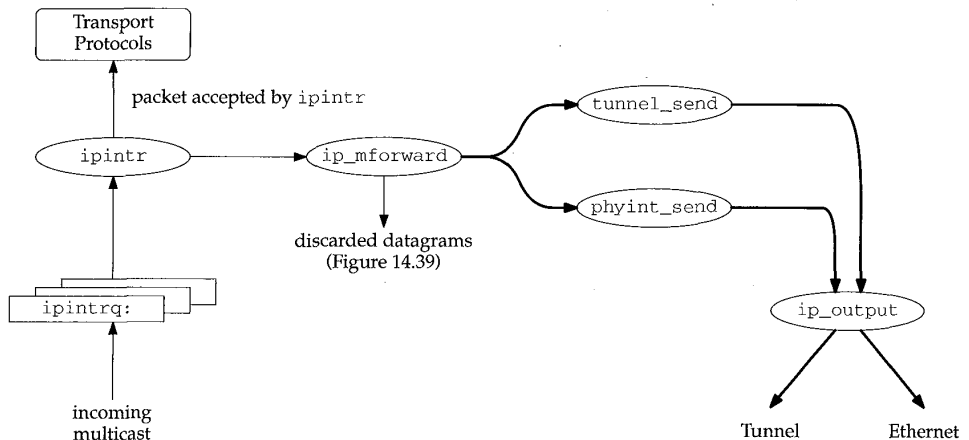 Transport
Protocols
packet accepted by ipintr
tunnel_send
ipintr
ip_mforward
phyint_send
discarded datagrams
(Figure 14.39)
ipintrq:
ip_output
incoming
multicast
Tunnel
Ethernet